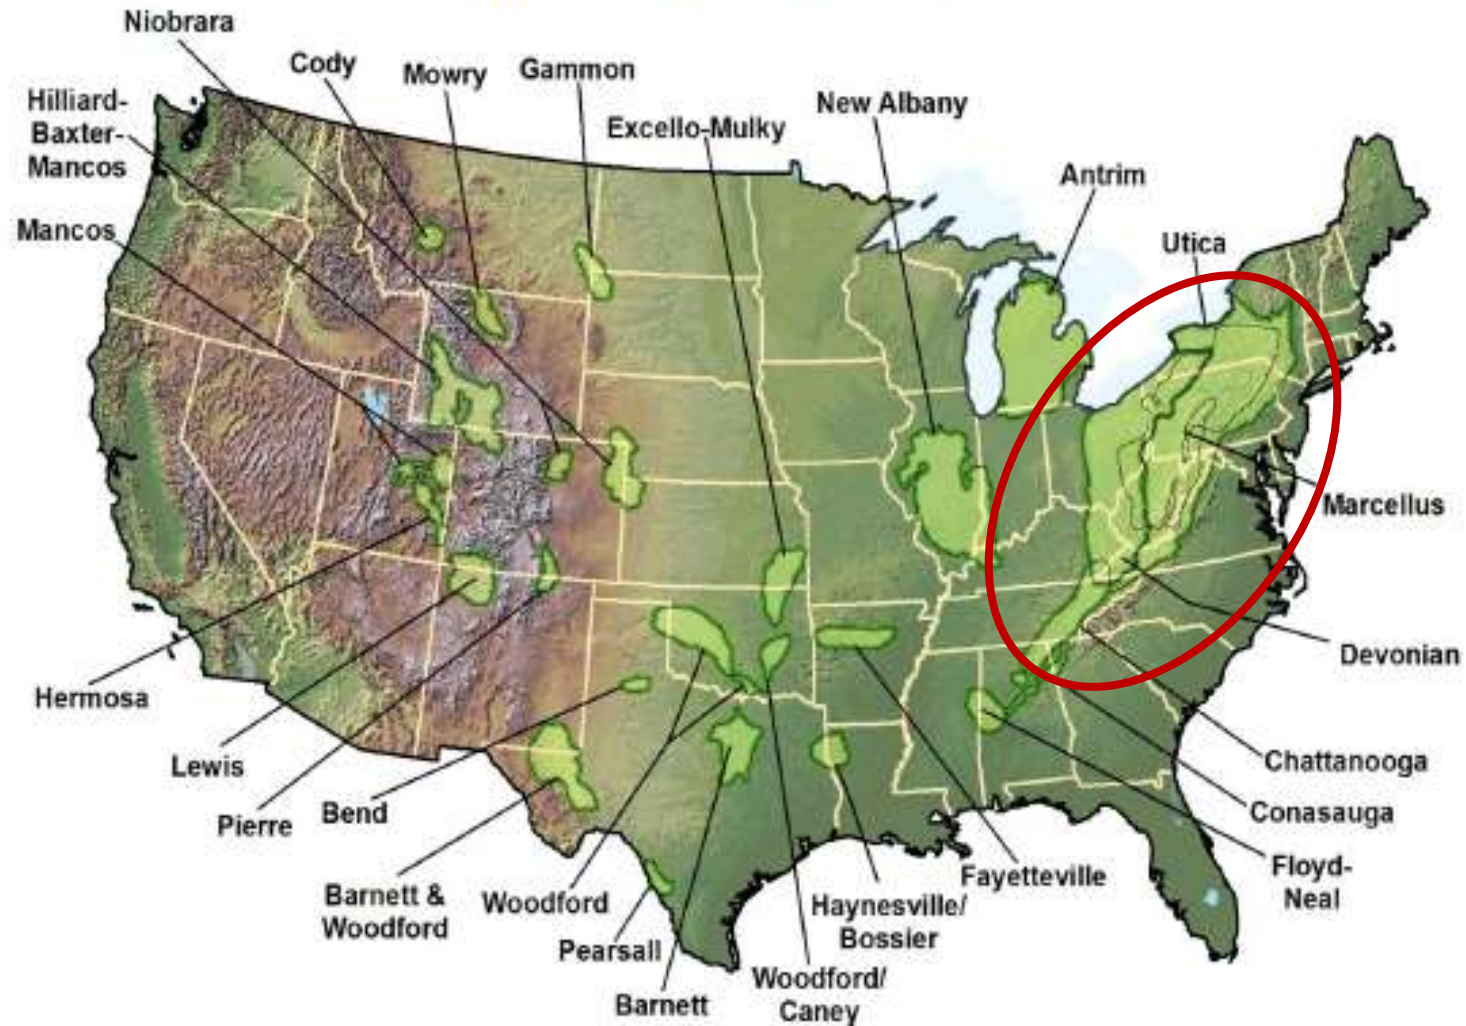 Niobrara
Cody
Mowry
Gammon
Hilliard-
Baxter-
Mancos
Excello-Mulky
New Albany
Antrim
Mancos
Utica
Marcellus
Devonian
Hermosa
Lewis
Pierre
Bend
Chattanooga
Conasauga
Barnett &
Woodford
Woodford
Pearsall
Barnett
Woodford/
Caney
Haynesville/
Bossier
Fayetteville
Floyd-
Neal